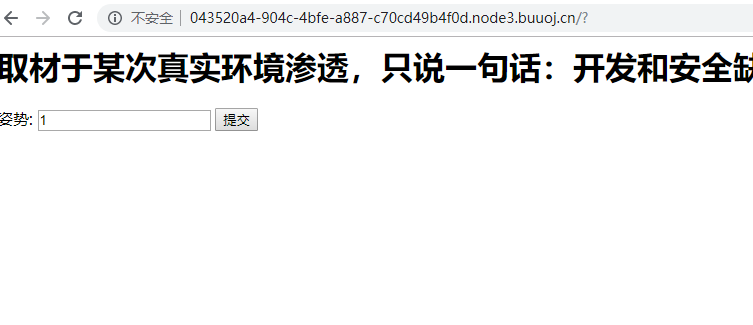 不安全 043520a4-904c-4bfe-a887-c70cd49b4f0d.node3.buuoj.cn/?
取材于某次真实环境渗透，只说一句话：开发和安全缺
姿势: 1 提交